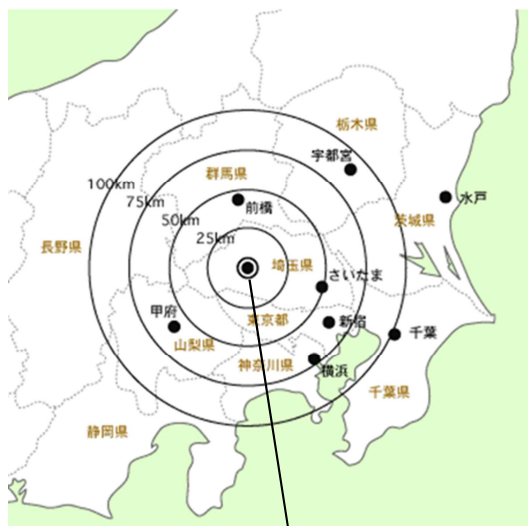 栃木県
宇都宮
群馬県
100km
75km
水戸
前橋
50km
茨城県
25km
長野県
埼玉県
さいたま
甲府
東京都
新宿
千葉
山梨県
神奈川県
横浜
千葉県
静岡県